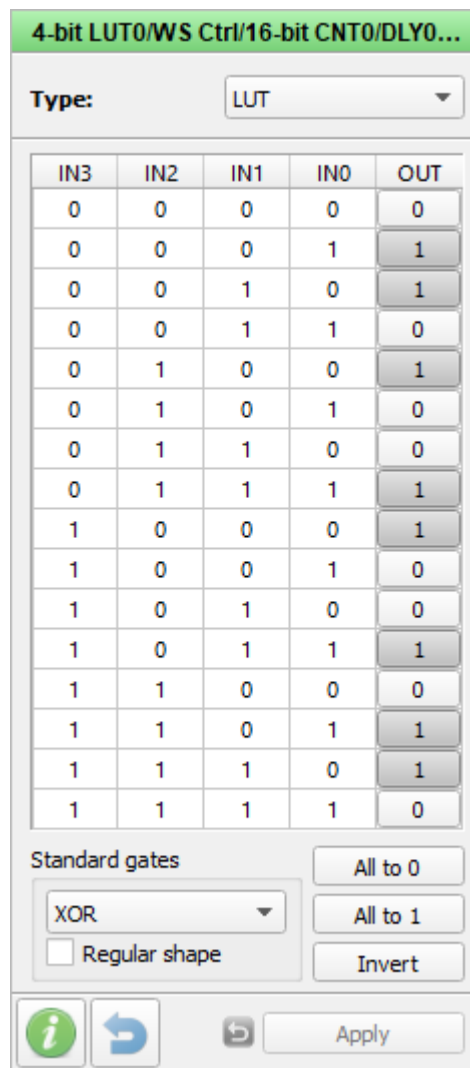 4-bit LUT0/WS Ctrl/16-bit CNT0/DLY0...
Type: LUT
IN3 IN2 IN1 IN0 OUT
0 0 0 0 0
0 0 0 1 1
0 0 1 0 1
0 0 1 1 0
0 1 0 0 1
0 1 0 1 0
0 1 1 0 0
0 1 1 1 1
1 0 0 0 1
1 0 0 1 0
1 0 1 0 0
1 0 1 1 1
1 1 0 0 0
1 1 0 1 1
1 1 1 0 1
1 1 1 1 0
Standard gates
All to 0
XOR
All to 1
Regular shape
Invert
i
Apply